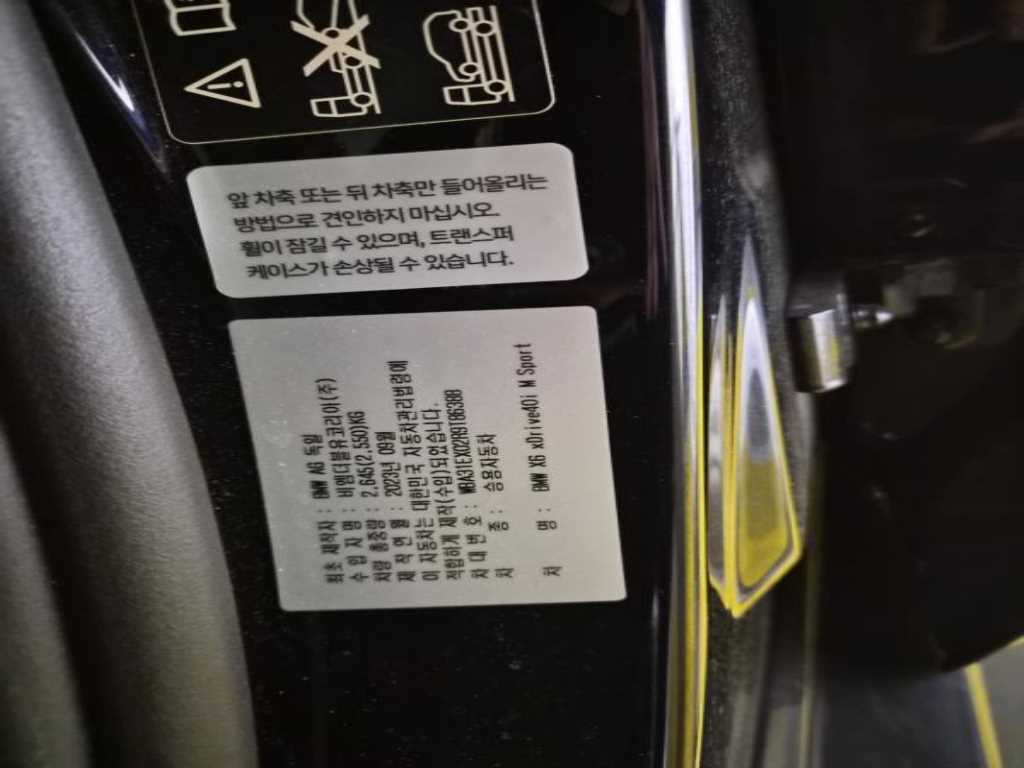 앞 차축 또는 뒤 차축만 들어올리는
방법으로 견인하지 마십시오.
휠이 잠길 수 있으며, 트랜스퍼
케이스가 손상될 수 있습니다.
최초 제작자 : BMW AG 독일
수 입 자 명 : 비엠더블유코리아(주)
차량 총중량 : 2,645(2,550)KG
제 작 연 월 : 2023년 09월
이 자동차는 대한민국 자동차관리법령에
적합하게 제작(수입)되었습니다.
차 대 번 호 :
차 종 : 승용자동차
차 명 : BMW X6 xDrive40i M Sport